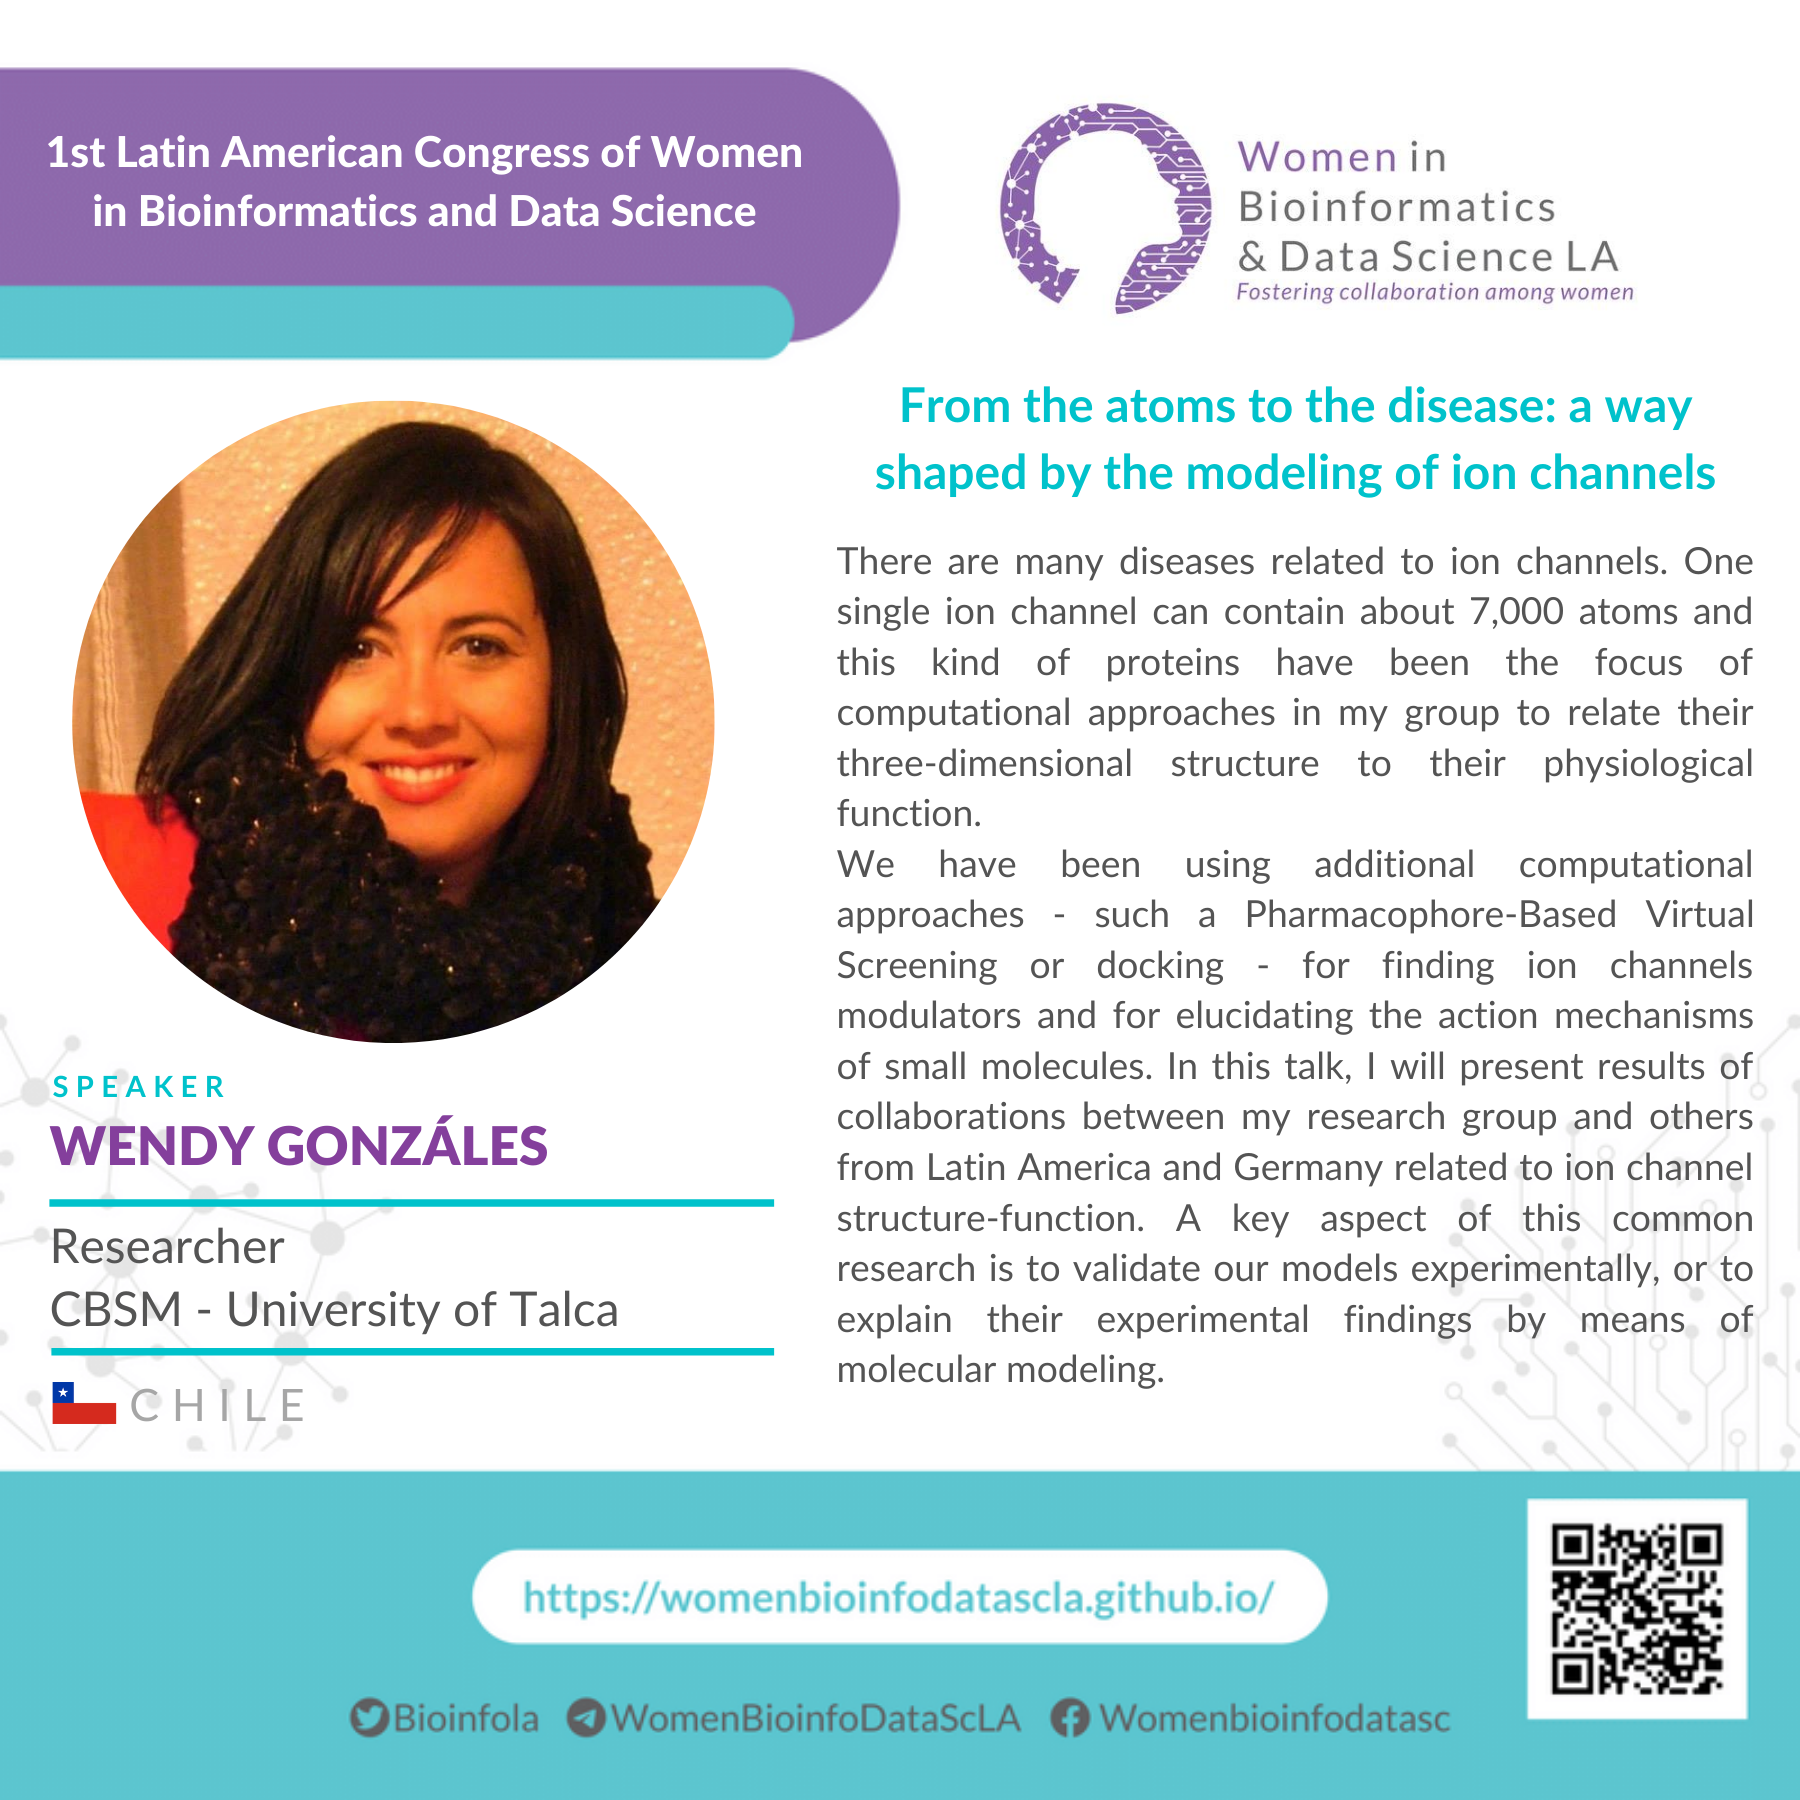 1st Latin American Congress of Women
in Bioinformatics and Data Science
Women in
Bioinformatics
& Data Science LA
Fostering collaboration among women
From the atoms to the disease: a way
shaped by the modeling of ion channels
There are many diseases related to ion channels. One
single ion channel can contain about 7,000 atoms and
this kind of proteins have been the focus of
computational approaches in my group to relate their
three-dimensional structure to their physiological
function.
We have been using additional computational
approaches - such a Pharmacophore-Based Virtual
Screening or docking - for finding ion channels
modulators and for elucidating the action mechanisms
of small molecules. In this talk, I will present results of
collaborations between my research group and others
from Latin America and Germany related to ion channel
structure-function. A key aspect of this common
research is to validate our models experimentally, or to
explain their experimental findings by means of
molecular modeling.
SPEAKER
WENDY GONZÁLES
Researcher
CBSM - University of Talca
CHILE
https://womenbioinfodatascla.github.io/
Bioinfola WomenBioinfoDataScLA Womenbioinfodatasc